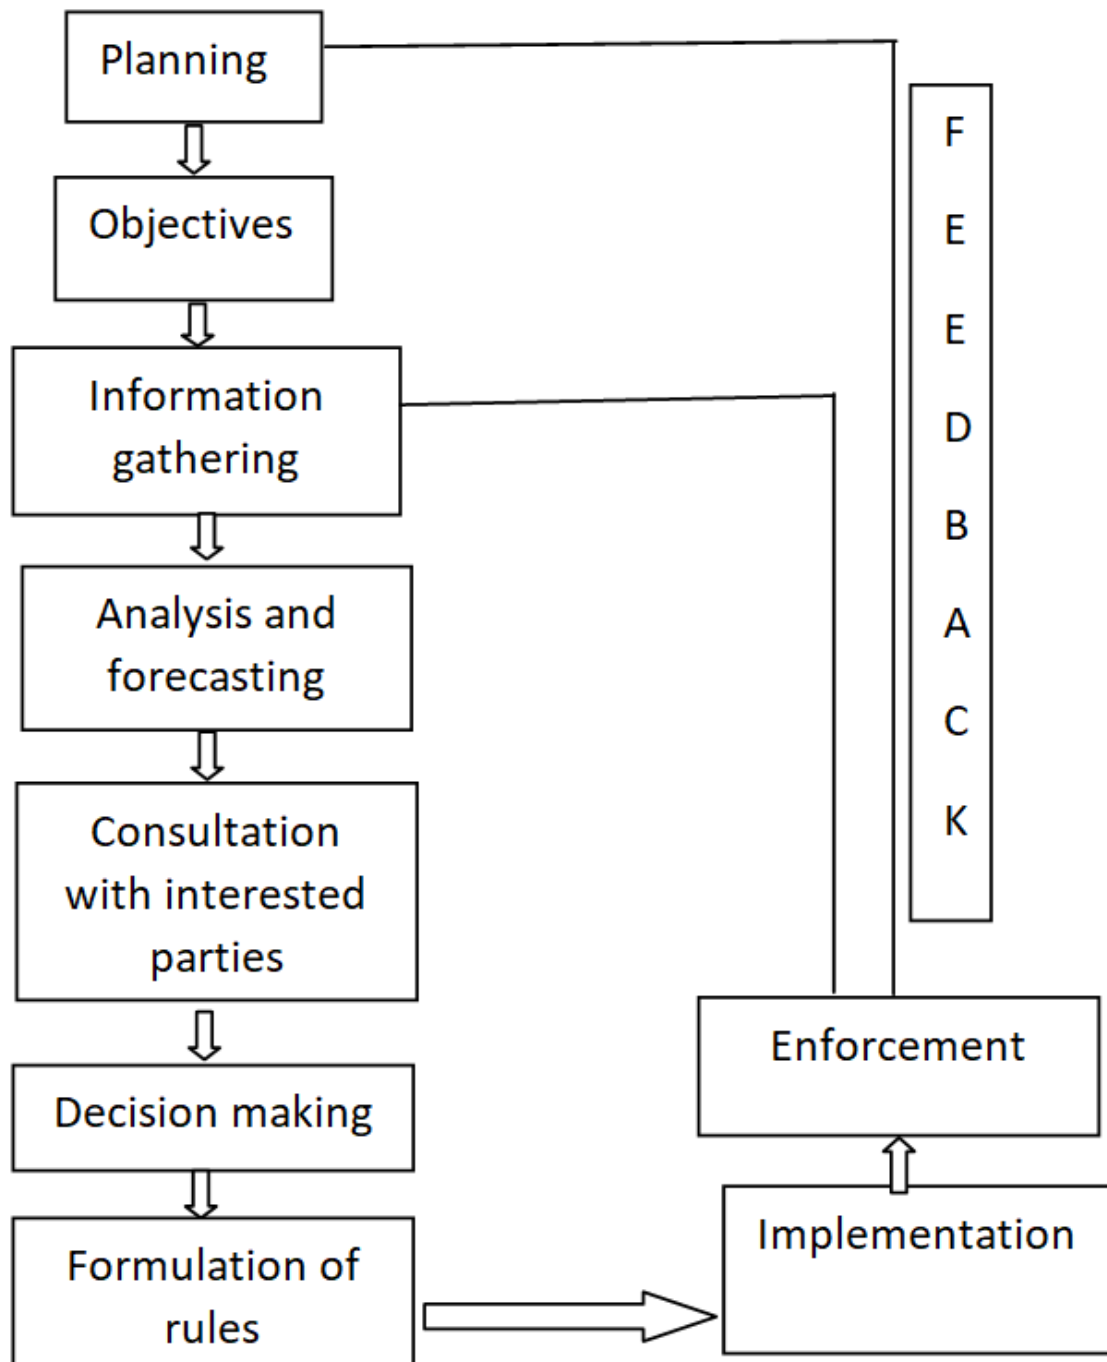 Planning
Objectives
Information
gathering
Analysis and
forecasting
Consultation
with interested
parties
Decision making
Formulation of
rules
Implementation
Enforcement
F
E
E
D
B
A
C
K